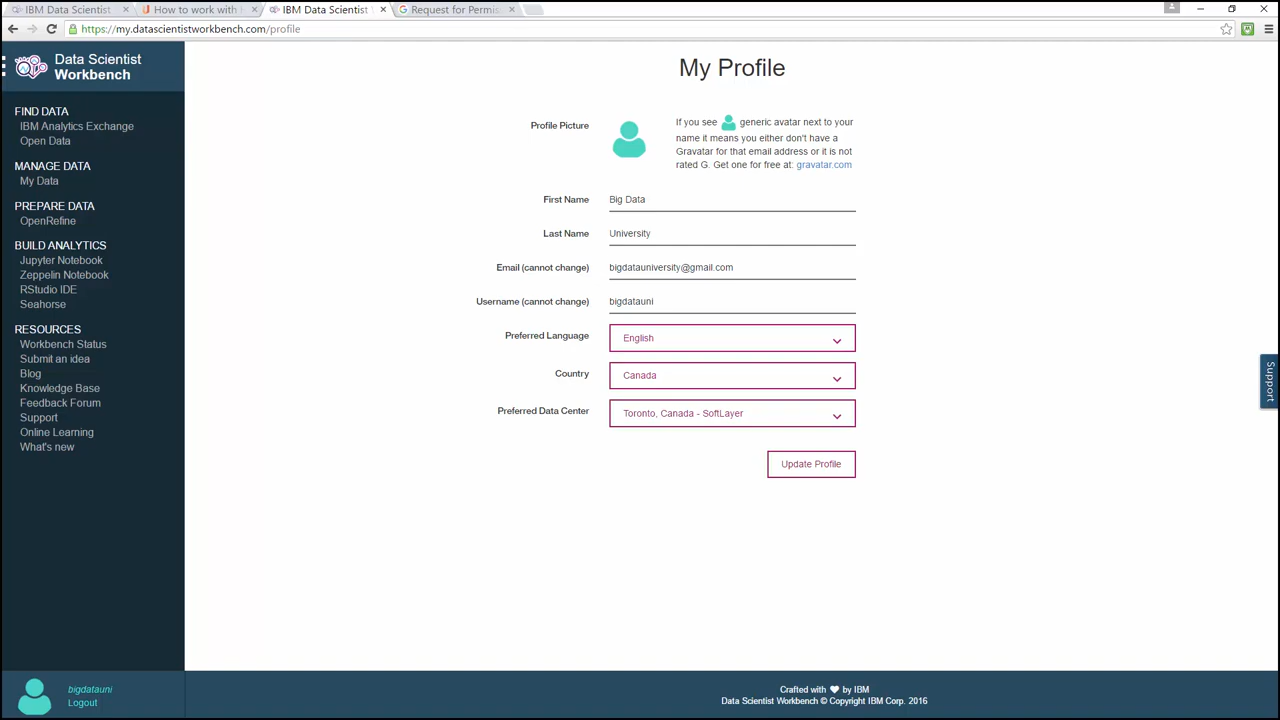 IBM Data Scientist
How to work with
IBM Data Scientist
Request for Permis
https://my.datascientistworkbench.com/profile
Data Scientist
Workbench
FIND DATA
IBM Analytics Exchange
Open Data
MANAGE DATA
My Data
PREPARE DATA
OpenRefine
BUILD ANALYTICS
Jupyter Notebook
Zeppelin Notebook
RStudio IDE
Seahorse
RESOURCES
Workbench Status
Submit an idea
Blog
Knowledge Base
Feedback Forum
Support
Online Learning
What's new
bigdatauni
Logout
My Profile
Profile Picture
If you see generic avatar next to your
name it means you either don't have a
Gravatar for that email address or it is not
rated G. Get one for free at: gravatar.com
First Name Big Data
Last Name University
Email (cannot change) bigdatauniversity@gmail.com
Username (cannot change) bigdatauni
Preferred Language English
Country Canada
Preferred Data Center Toronto, Canada - SoftLayer
Update Profile
Support
Crafted with by IBM
Data Scientist Workbench © Copyright IBM Corp. 2016